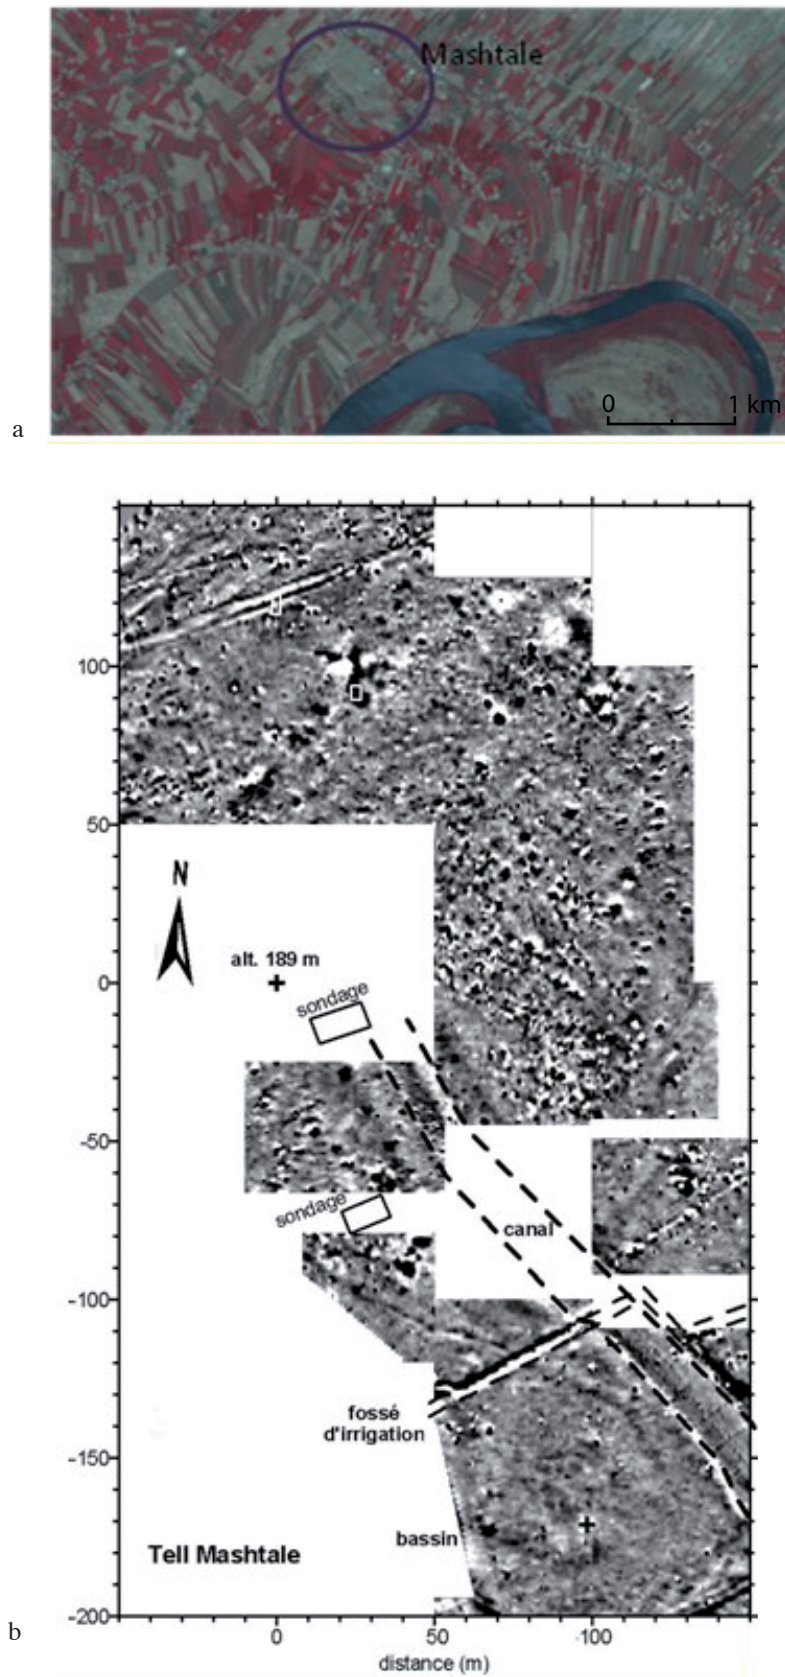 Mashtale
0 1 km
a
100
50
N
alt. 189 m
0
sondage
-50
sondage
canal
-100
fossé
d'irrigation
-150
bassin
Tell Mashtale
-200
b
0 50 100
distance (m)